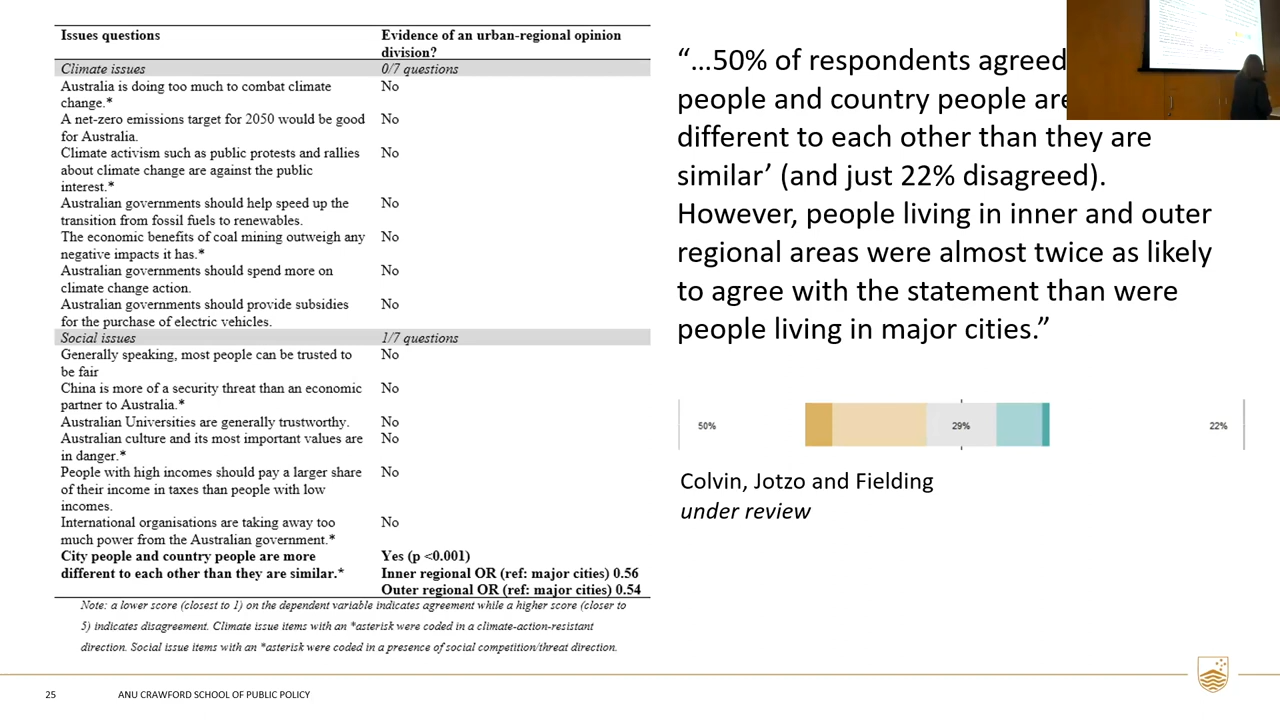 Issues questions
Evidence of an urban-regional opinion
division?
Climate issues
0/7 questions
Australia is doing too much to combat climate
change.*
No
A net-zero emissions target for 2050 would be good
for Australia.
No
Climate activism such as public protests and rallies
about climate change are against the public
interest.*
No
Australian governments should help speed up the
transition from fossil fuels to renewables.
No
The economic benefits of coal mining outweigh any
negative impacts it has.*
No
Australian governments should spend more on
climate change action.
No
Australian governments should provide subsidies
for the purchase of electric vehicles.
No
Social issues
1/7 questions
Generally speaking, most people can be trusted to
be fair
No
China is more of a security threat than an economic
partner to Australia.*
No
Australian Universities are generally trustworthy.
No
Australian culture and its most important values are
in danger.*
No
People with high incomes should pay a larger share
of their income in taxes than people with low
incomes.
No
International organisations are taking away too
much power from the Australian government.*
No
City people and country people are more
different to each other than they are similar.*
Yes (p <0.001)
Inner regional OR (ref: major cities) 0.56
Outer regional OR (ref: major cities) 0.54
Note: a lower score (closest to 1) on the dependent variable indicates agreement while a higher score (closer to
5) indicates disagreement. Climate issue items with an *asterisk were coded in a climate-action-resistant
direction. Social issue items with an *asterisk were coded in a presence of social competition/threat direction.
“…50% of respondents agreed
people and country people are
different to each other than they are
similar’ (and just 22% disagreed).
However, people living in inner and outer
regional areas were almost twice as likely
to agree with the statement than were
people living in major cities.”
50%
29%
22%
Colvin, Jotzo and Fielding
under review
25
ANU CRAWFORD SCHOOL OF PUBLIC POLICY